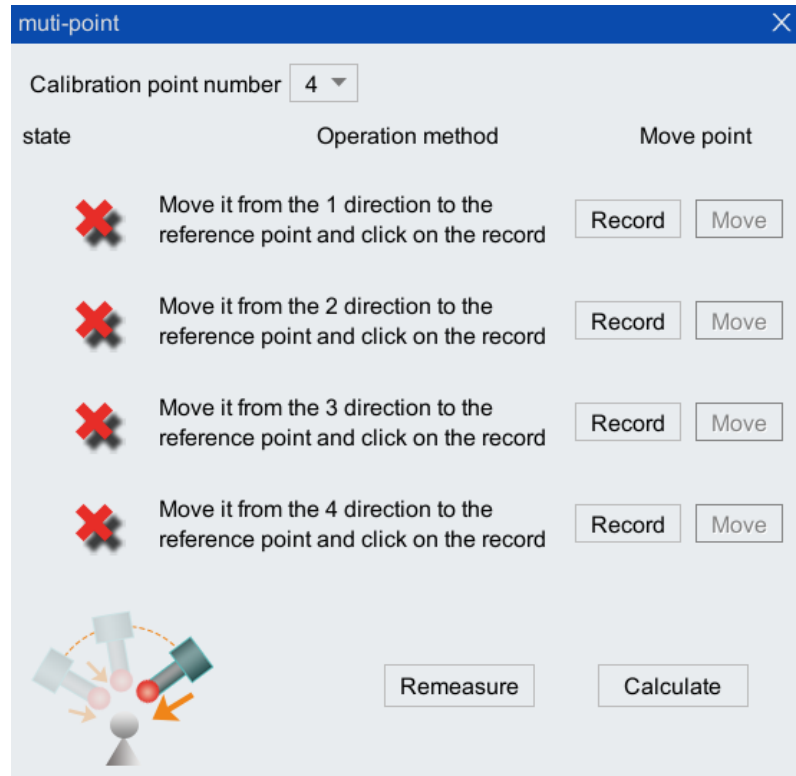 muti-point
Calibration point number 4
state Operation method Move point
Move it from the 1 direction to the
reference point and click on the record
Record Move
Move it from the 2 direction to the
reference point and click on the record
Record Move
Move it from the 3 direction to the
reference point and click on the record
Record Move
Move it from the 4 direction to the
reference point and click on the record
Record Move
Remeasure Calculate